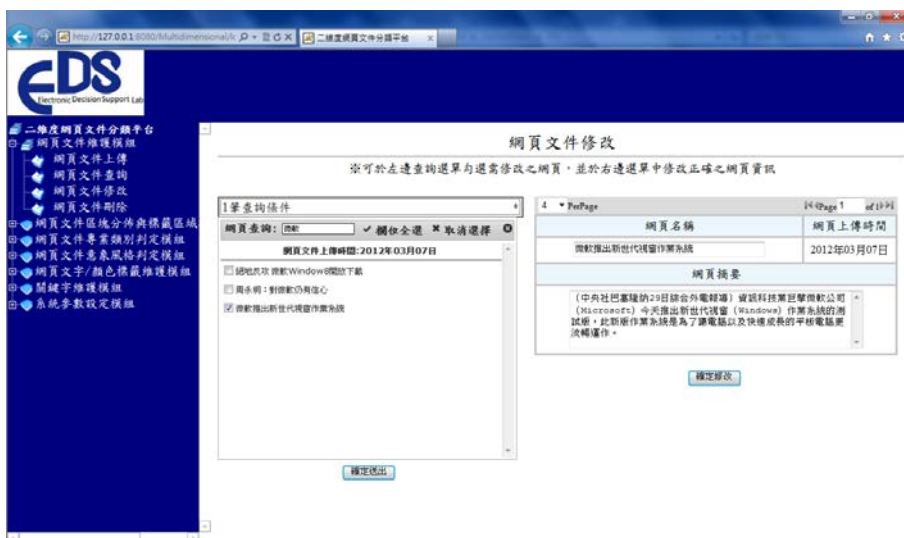 http://127.0.0.1:8080/Multidimensional/k
二維度網頁文件分類平台
EDS
Electronic Decision Support Lab
二維度網頁文件分類平台
網頁文件維護模組
網頁文件上傳
網頁文件查詢
網頁文件修改
網頁文件刪除
網頁文件區塊分佈與標籤區域
網頁文件專業類別判定模組
網頁文件意象風格判定模組
網頁文字/顏色標籤維護模組
關鍵字維護模組
系統參數設定模組
網頁文件修改
※可於左邊查詢選單勾選需修改之網頁，並於右邊選單中修改正確之網頁資訊
1筆查詢條件
網頁查詢: 微軟 欄位全選 取消選擇
網頁文件上傳時間:2012年03月07日
絕地反攻 微軟Window8開放下載
周永明：對微軟仍有信心
微軟推出新世代視窗作業系統
確定送出
4 PerPage Page 1 of 1
網頁名稱 網頁上傳時間
微軟推出新世代視窗作業系統 2012年03月07日
網頁摘要
（中央社巴塞隆納29日綜合外電報導）資訊科技業巨擘微軟公司
（Microsoft）今天推出新世代視窗（Windows）作業系統的測
試版，此新版作業系統是為了讓電腦以及快速成長的平板電腦更
流暢運作。
確定修改